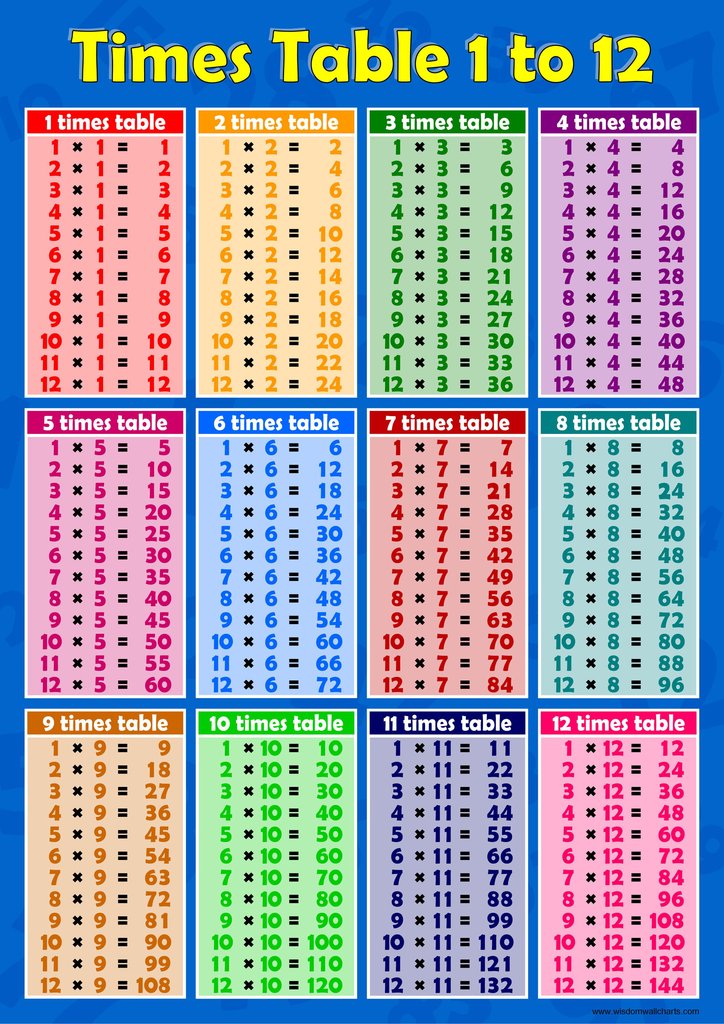 Times Table 1 to 12
1 times table
1 × 1 = 1
2 × 1 = 2
3 × 1 = 3
4 × 1 = 4
5 × 1 = 5
6 × 1 = 6
7 × 1 = 7
8 × 1 = 8
9 × 1 = 9
10 × 1 = 10
11 × 1 = 11
12 × 1 = 12
2 times table
1 × 2 = 2
2 × 2 = 4
3 × 2 = 6
4 × 2 = 8
5 × 2 = 10
6 × 2 = 12
7 × 2 = 14
8 × 2 = 16
9 × 2 = 18
10 × 2 = 20
11 × 2 = 22
12 × 2 = 24
3 times table
1 × 3 = 3
2 × 3 = 6
3 × 3 = 9
4 × 3 = 12
5 × 3 = 15
6 × 3 = 18
7 × 3 = 21
8 × 3 = 24
9 × 3 = 27
10 × 3 = 30
11 × 3 = 33
12 × 3 = 36
4 times table
1 × 4 = 4
2 × 4 = 8
3 × 4 = 12
4 × 4 = 16
5 × 4 = 20
6 × 4 = 24
7 × 4 = 28
8 × 4 = 32
9 × 4 = 36
10 × 4 = 40
11 × 4 = 44
12 × 4 = 48
5 times table
1 × 5 = 5
2 × 5 = 10
3 × 5 = 15
4 × 5 = 20
5 × 5 = 25
6 × 5 = 30
7 × 5 = 35
8 × 5 = 40
9 × 5 = 45
10 × 5 = 50
11 × 5 = 55
12 × 5 = 60
6 times table
1 × 6 = 6
2 × 6 = 12
3 × 6 = 18
4 × 6 = 24
5 × 6 = 30
6 × 6 = 36
7 × 6 = 42
8 × 6 = 48
9 × 6 = 54
10 × 6 = 60
11 × 6 = 66
12 × 6 = 72
7 times table
1 × 7 = 7
2 × 7 = 14
3 × 7 = 21
4 × 7 = 28
5 × 7 = 35
6 × 7 = 42
7 × 7 = 49
8 × 7 = 56
9 × 7 = 63
10 × 7 = 70
11 × 7 = 77
12 × 7 = 84
8 times table
1 × 8 = 8
2 × 8 = 16
3 × 8 = 24
4 × 8 = 32
5 × 8 = 40
6 × 8 = 48
7 × 8 = 56
8 × 8 = 64
9 × 8 = 72
10 × 8 = 80
11 × 8 = 88
12 × 8 = 96
9 times table
1 × 9 = 9
2 × 9 = 18
3 × 9 = 27
4 × 9 = 36
5 × 9 = 45
6 × 9 = 54
7 × 9 = 63
8 × 9 = 72
9 × 9 = 81
10 × 9 = 90
11 × 9 = 99
12 × 9 = 108
10 times table
1 × 10 = 10
2 × 10 = 20
3 × 10 = 30
4 × 10 = 40
5 × 10 = 50
6 × 10 = 60
7 × 10 = 70
8 × 10 = 80
9 × 10 = 90
10 × 10 = 100
11 × 10 = 110
12 × 10 = 120
11 times table
1 × 11 = 11
2 × 11 = 22
3 × 11 = 33
4 × 11 = 44
5 × 11 = 55
6 × 11 = 66
7 × 11 = 77
8 × 11 = 88
9 × 11 = 99
10 × 11 = 110
11 × 11 = 121
12 × 11 = 132
12 times table
1 × 12 = 12
2 × 12 = 24
3 × 12 = 36
4 × 12 = 48
5 × 12 = 60
6 × 12 = 72
7 × 12 = 84
8 × 12 = 96
9 × 12 = 108
10 × 12 = 120
11 × 12 = 132
12 × 12 = 144
www.wisdomwallcharts.com